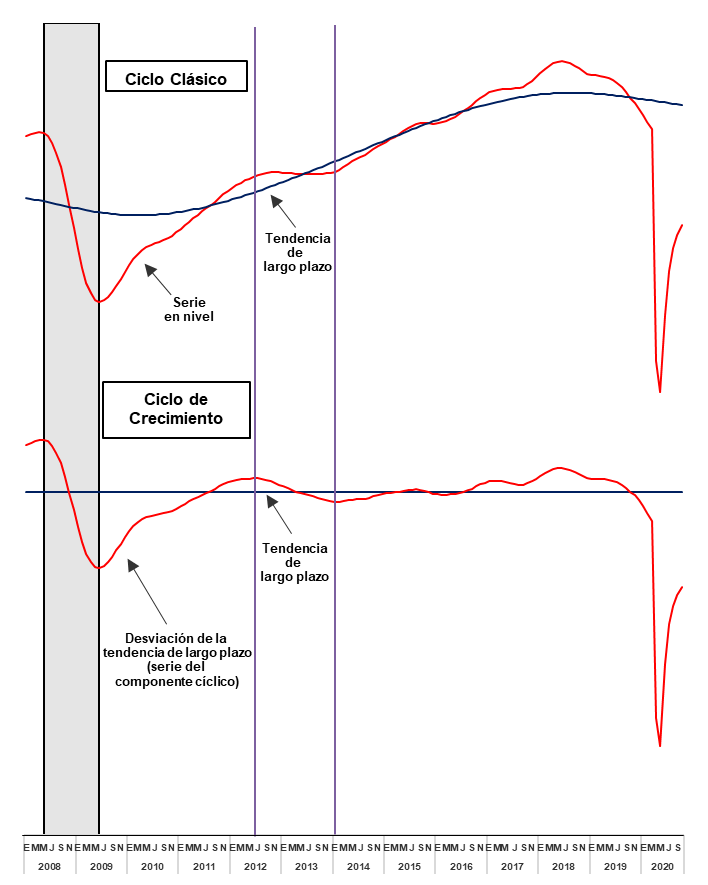 Ciclo Clásico
Tendencia
de
largo plazo
Serie
en nivel
Ciclo de
Crecimiento
Tendencia
de
largo plazo
Desviación de la
tendencia de largo plazo
(serie del
componente cíclico)
E M M J S N E M M J S N E M M J S N E M M J S N E M M J S N E M M J S N E M M J S N E M M J S N E M M J S N E M M J S N E M M J S N E M M J S N E M M J S
2008 2009 2010 2011 2012 2013 2014 2015 2016 2017 2018 2019 2020